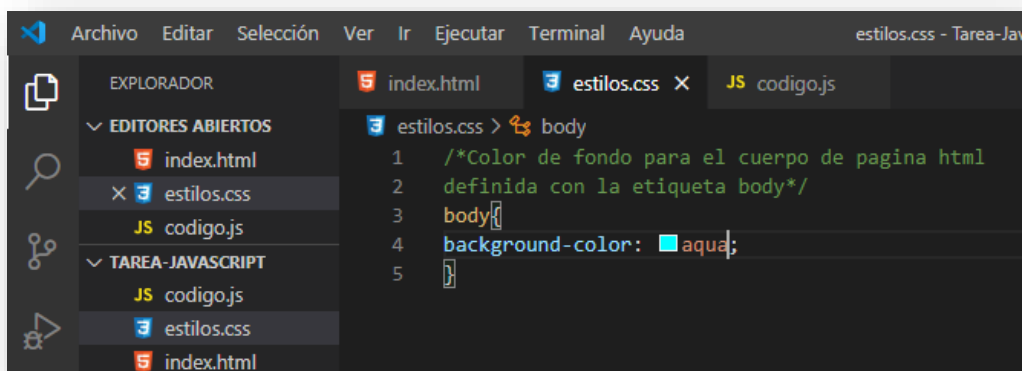 Archivo Editar Selección Ver Ir Ejecutar Terminal Ayuda estilos.css - Tarea-Jav
EXPLORADOR
EDITORES ABIERTOS
index.html
estilos.css
JS codigo.js
TAREA-JAVASCRIPT
JS codigo.js
estilos.css
index.html
index.html estilos.css JS codigo.js
estilos.css > body
1 /*Color de fondo para el cuerpo de pagina html
2 definida con la etiqueta body*/
3 body{
4 background-color: aqua;
5 }